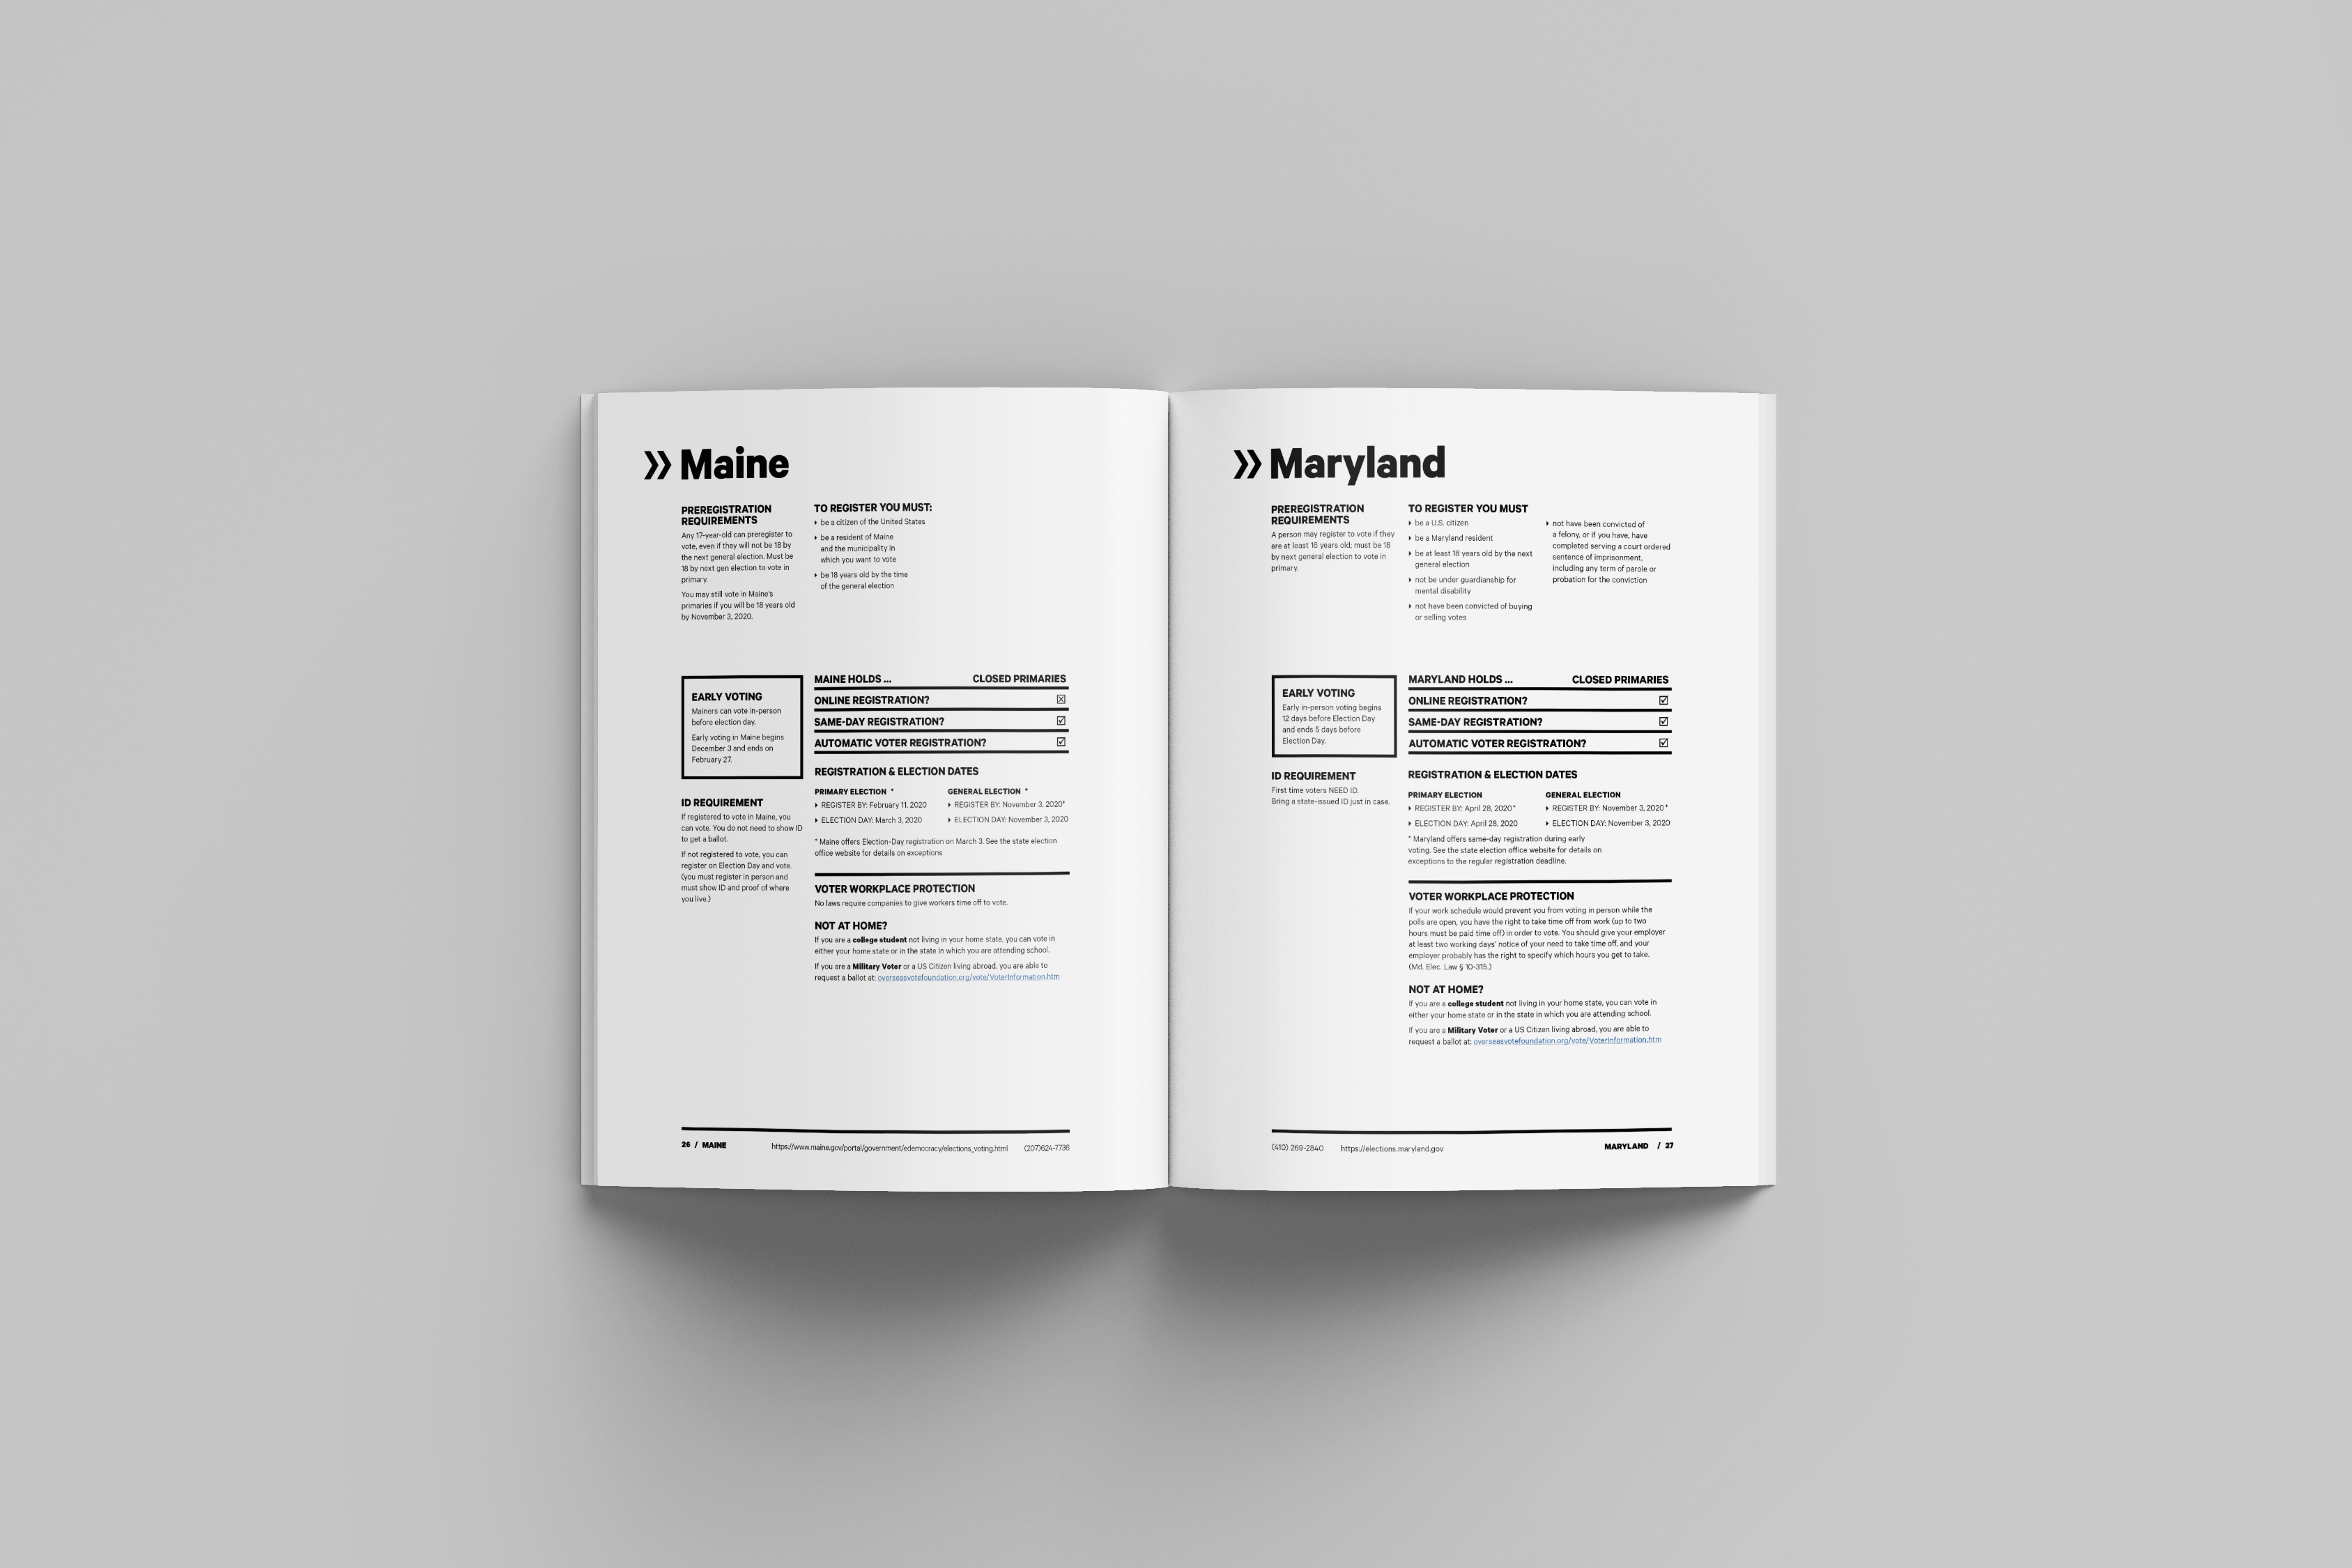 » Maine
PREREGISTRATION
REQUIREMENTS
Any 17-year-old can preregister to
vote, even if they will not be 18 by
the next general election. Must be
18 by next gen election to vote in
primary.
You may still vote in Maine's
primaries if you will be 18 years old
by November 3, 2020.
TO REGISTER YOU MUST:
be a citizen of the United States
be a resident of Maine
and the municipality in
which you want to vote
be 18 years old by the time
of the general election
EARLY VOTING
Mainers can vote in-person
before election day.
Early voting in Maine begins
December 3 and ends on
February 27.
ID REQUIREMENT
If registered to vote in Maine, you
can vote. You do not need to show ID
to get a ballot.
If not registered to vote, you can
register on Election Day and vote.
(you must register in person and
must show ID and proof of where
you live.)
MAINE HOLDS ... CLOSED PRIMARIES
ONLINE REGISTRATION? ☒
SAME-DAY REGISTRATION? ☑
AUTOMATIC VOTER REGISTRATION? ☑
REGISTRATION & ELECTION DATES
PRIMARY ELECTION *
REGISTER BY: February 11, 2020
ELECTION DAY: March 3, 2020
GENERAL ELECTION *
REGISTER BY: November 3, 2020*
ELECTION DAY: November 3, 2020
* Maine offers Election-Day registration on March 3. See the state election
office website for details on exceptions
VOTER WORKPLACE PROTECTION
No laws require companies to give workers time off to vote.
NOT AT HOME?
If you are a college student not living in your home state, you can vote in
either your home state or in the state in which you are attending school.
If you are a Military Voter or a US Citizen living abroad, you are able to
request a ballot at: overseasvotefoundation.org/vote/VoterInformation.htm
26 / MAINE https://www.maine.gov/portal/government/edemocracy/elections_voting.html (207)624-7736
» Maryland
PREREGISTRATION
REQUIREMENTS
A person may register to vote if they
are at least 16 years old; must be 18
by next general election to vote in
primary.
TO REGISTER YOU MUST
be a U.S. citizen
be a Maryland resident
be at least 18 years old by the next
general election
not be under guardianship for
mental disability
not have been convicted of buying
or selling votes
not have been convicted of
a felony, or if you have, have
completed serving a court ordered
sentence of imprisonment,
including any term of parole or
probation for the conviction
EARLY VOTING
Early in-person voting begins
12 days before Election Day
and ends 5 days before
Election Day.
ID REQUIREMENT
First time voters NEED ID.
Bring a state-issued ID just in case.
MARYLAND HOLDS ... CLOSED PRIMARIES
ONLINE REGISTRATION? ☑
SAME-DAY REGISTRATION? ☑
AUTOMATIC VOTER REGISTRATION? ☑
REGISTRATION & ELECTION DATES
PRIMARY ELECTION
REGISTER BY: April 28, 2020*
ELECTION DAY: April 28, 2020
GENERAL ELECTION
REGISTER BY: November 3, 2020*
ELECTION DAY: November 3, 2020
* Maryland offers same-day registration during early
voting. See the state election office website for details on
exceptions to the regular registration deadline.
VOTER WORKPLACE PROTECTION
If your work schedule would prevent you from voting in person while the
polls are open, you have the right to take time off from work (up to two
hours must be paid time off) in order to vote. You should give your employer
at least two working days' notice of your need to take time off, and your
employer probably has the right to specify which hours you get to take.
(Md. Elec. Law § 10-315.)
NOT AT HOME?
If you are a college student not living in your home state, you can vote in
either your home state or in the state in which you are attending school.
If you are a Military Voter or a US Citizen living abroad, you are able to
request a ballot at: overseasvotefoundation.org/vote/VoterInformation.htm
(410) 269-2840 https://elections.maryland.gov MARYLAND / 27